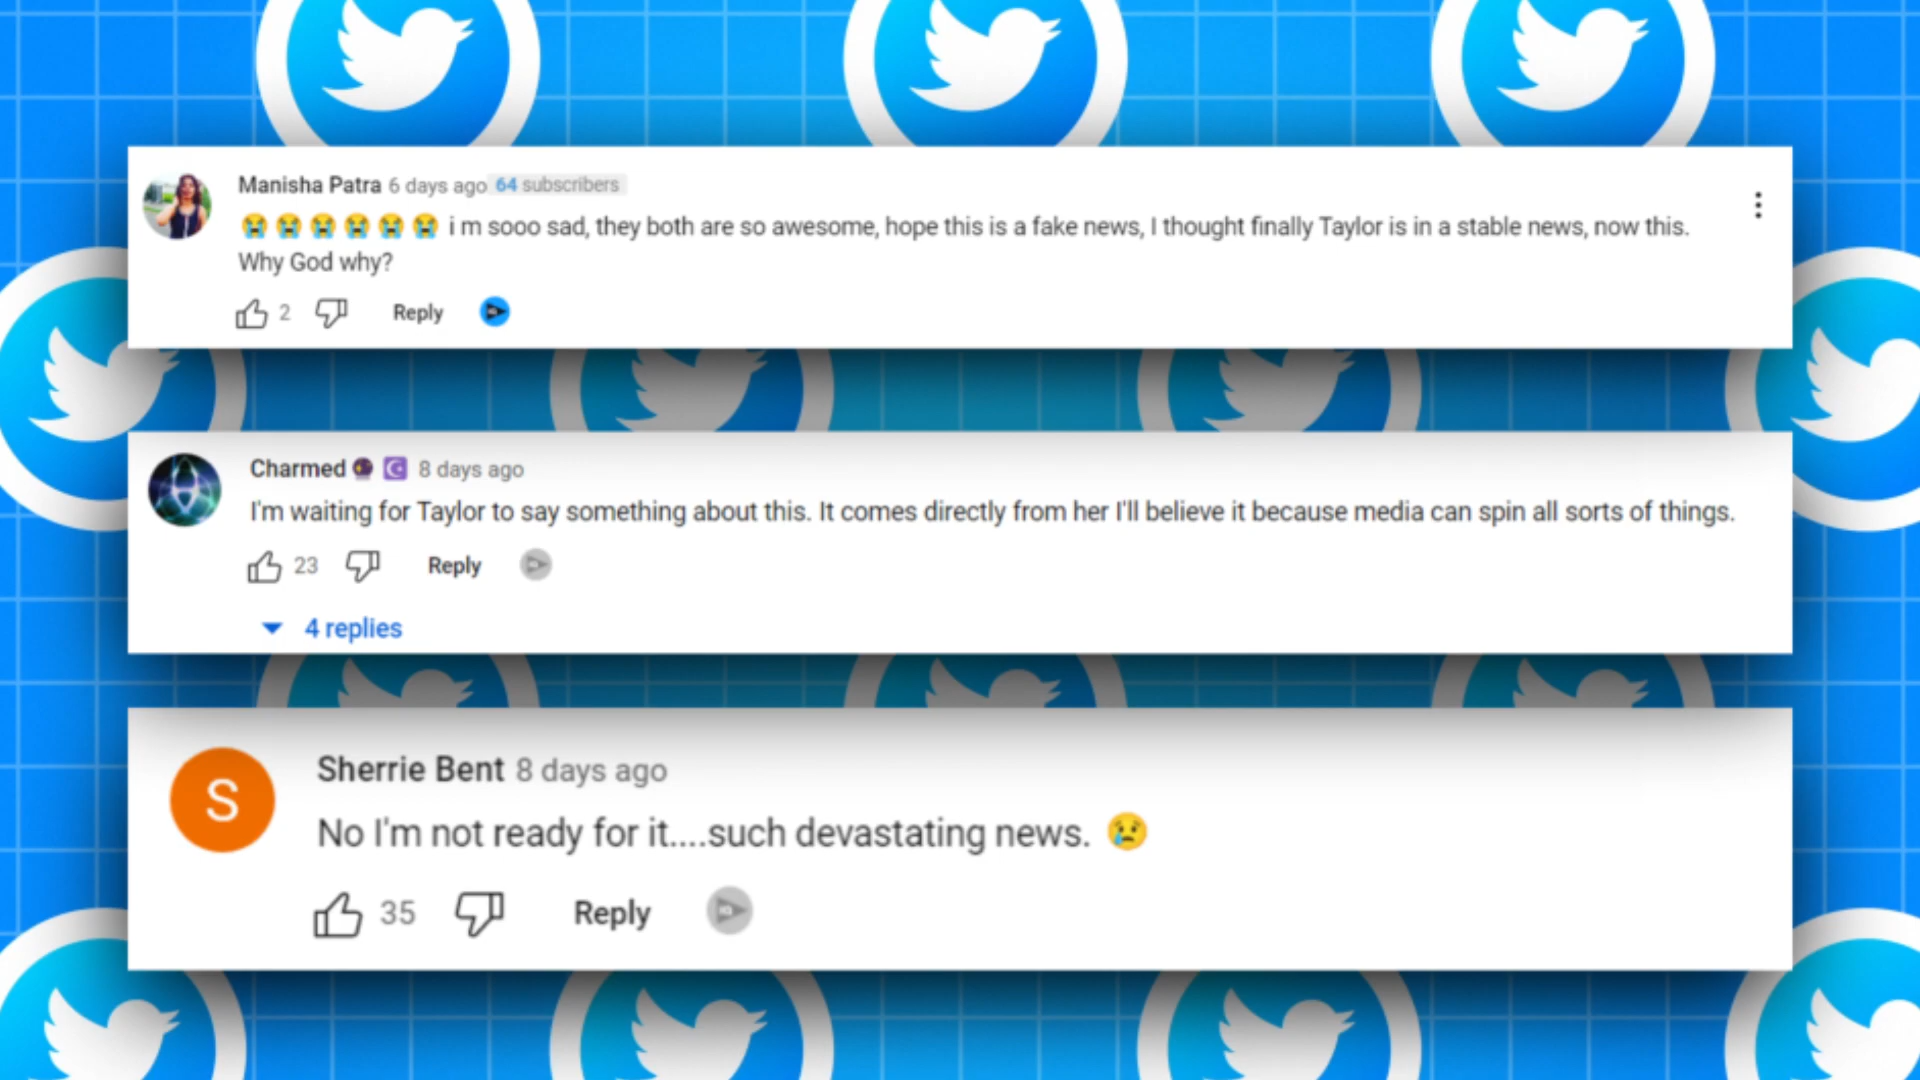 Manisha Patra 6 days ago 64 subscribers
😭😭😭😭😭😭 i m sooo sad, they both are so awesome, hope this is a fake news, I thought finally Taylor is in a stable news, now this.
Why God why?
2 Reply
Charmed 🔮 ☪️ 8 days ago
I'm waiting for Taylor to say something about this. It comes directly from her I'll believe it because media can spin all sorts of things.
23 Reply
4 replies
S
Sherrie Bent 8 days ago
No I'm not ready for it....such devastating news. 😢
35 Reply